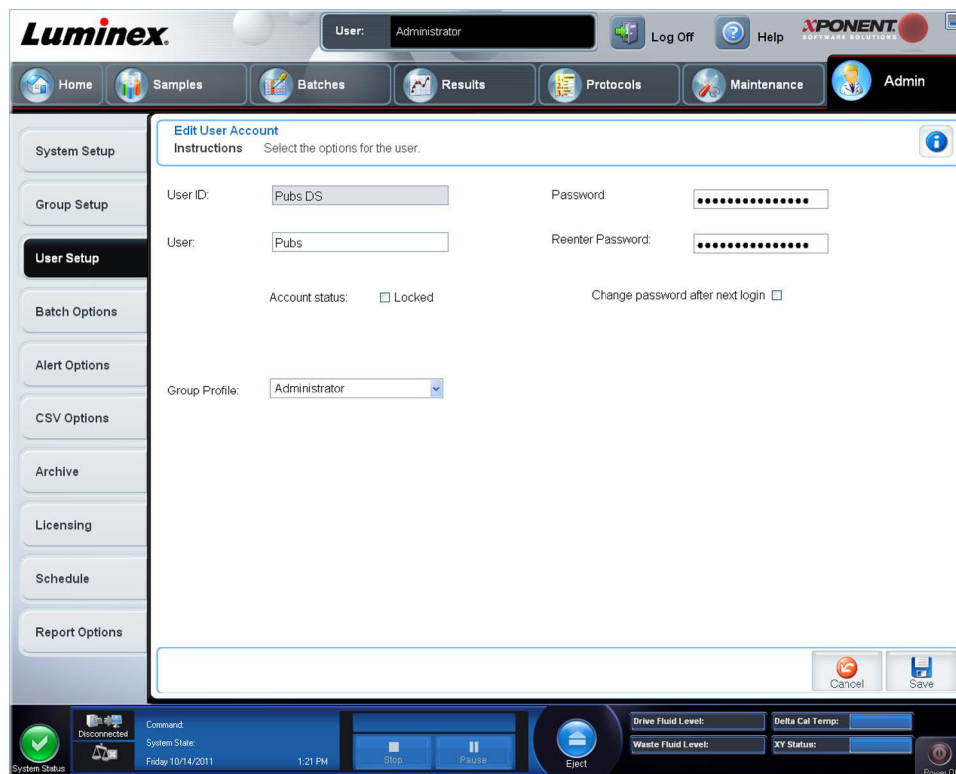 Luminex.
User: Administrator
Log Off
Help
XPONENT
SOFTWARE SOLUTIONS
Home
Samples
Batches
Results
Protocols
Maintenance
Admin
System Setup
Group Setup
User Setup
Batch Options
Alert Options
CSV Options
Archive
Licensing
Schedule
Report Options
Edit User Account
Instructions Select the options for the user.
User ID: Pubs DS
Password:
User: Pubs
Reenter Password:
Account status: Locked
Change password after next login
Group Profile: Administrator
Cancel
Save
System Status
Disconnected
Command:
System State:
Friday 10/14/2011 1:21 PM
Stop
Pause
Eject
Drive Fluid Level:
Waste Fluid Level:
Delta Cal Temp:
XY Status:
Power